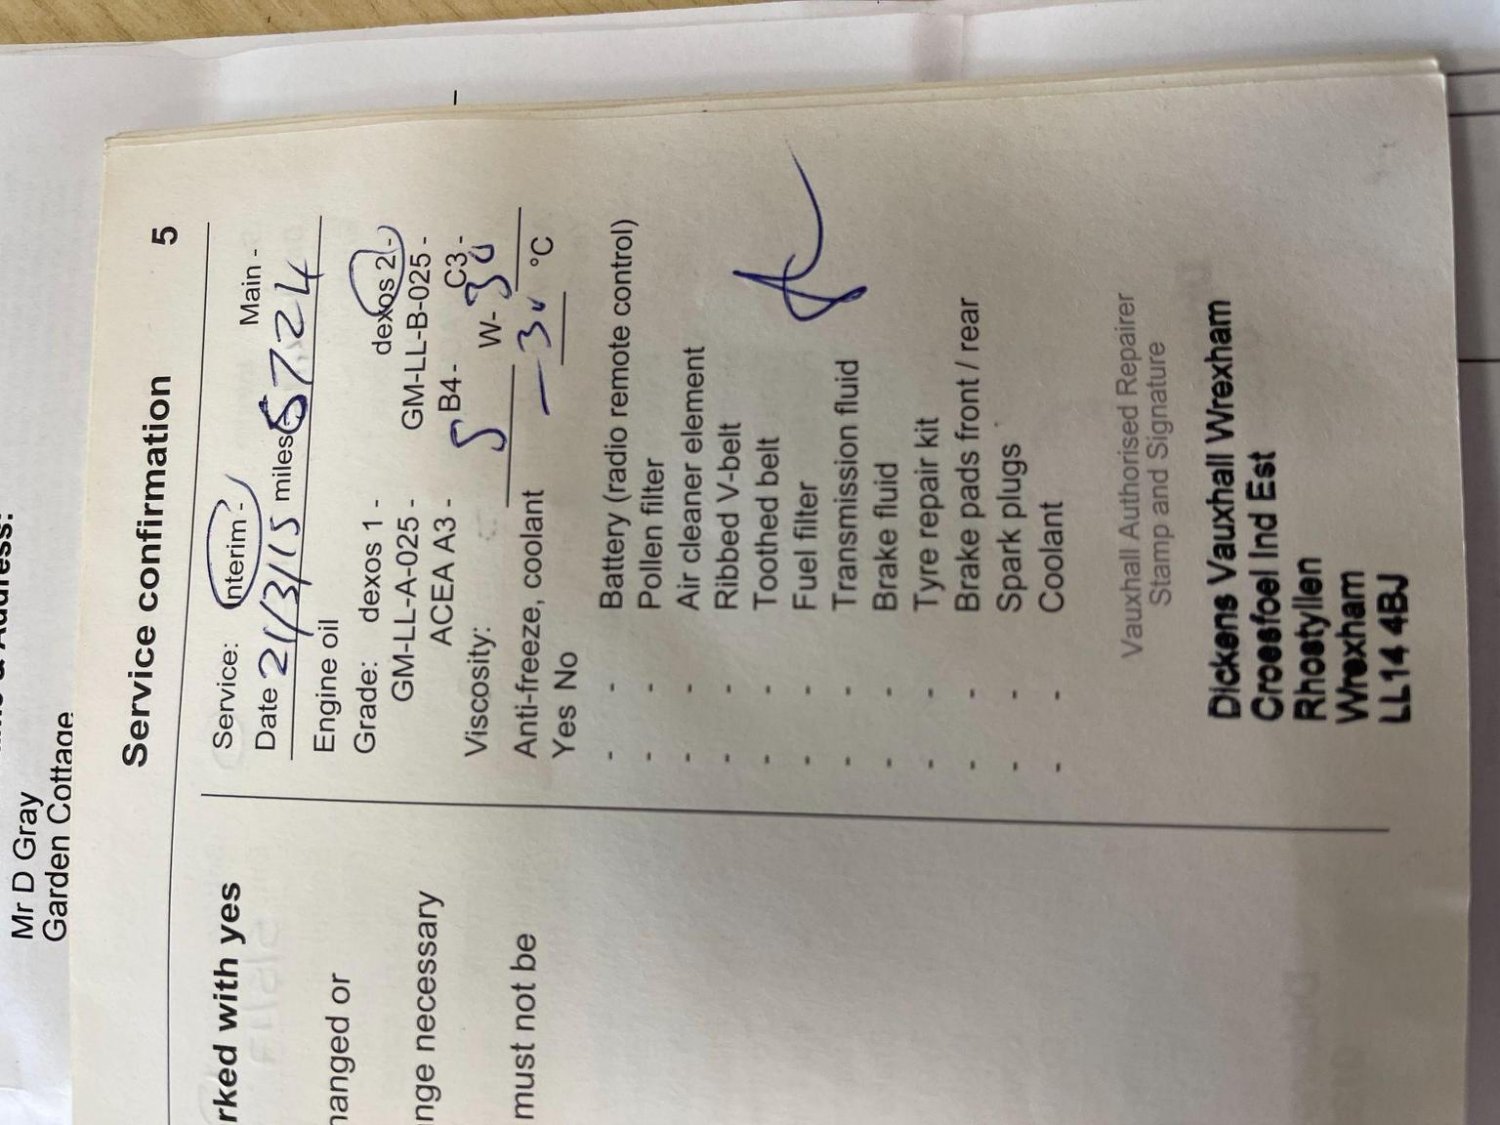 Mr D Gray
Garden Cottage
Service confirmation 5
Service: Interim - Main -
Date 21/3/15 miles 65724
Engine oil
Grade: dexos 1 - dexos 2 -
GM-LL-A-025 - GM-LL-B-025 -
ACEA A3 - B4 - C3 -
Viscosity: 5 W- 30
Anti-freeze, coolant -30 °C
Yes No
- - Battery (radio remote control)
- - Pollen filter
- - Air cleaner element
- - Ribbed V-belt
- - Toothed belt
- - Fuel filter
- - Transmission fluid
- - Brake fluid
- - Tyre repair kit
- - Brake pads front / rear
- - Spark plugs
- - Coolant
Vauxhall Authorised Repairer
Stamp and Signature
Dickens Vauxhall Wrexham
Croesfoel Ind Est
Rhostyllen
Wrexham
LL14 4BJ
rked with yes
hanged or
nge necessary
must not be